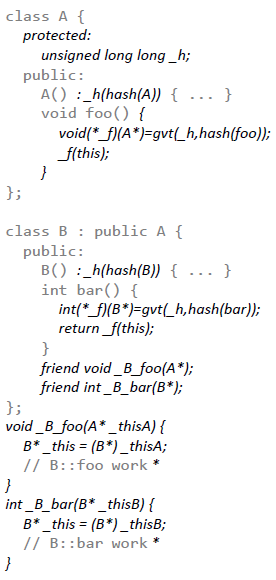 class A {
protected:
unsigned long long _h;
public:
A() : _h(hash(A)) { ... }
void foo() {
void(*_f)(A*)=gvt(_h,hash(foo));
_f(this);
}
};
class B : public A {
public:
B() : _h(hash(B)) { ... }
int bar() {
int(*_f)(B*)=gvt(_h,hash(bar));
return _f(this);
}
friend void _B_foo(A*);
friend int _B_bar(B*);
};
void _B_foo(A* _thisA) {
B* _this = (B*) _thisA;
// B::foo work *
}
int _B_bar(B* _thisB) {
B* _this = (B*) _thisB;
// B::bar work *
}